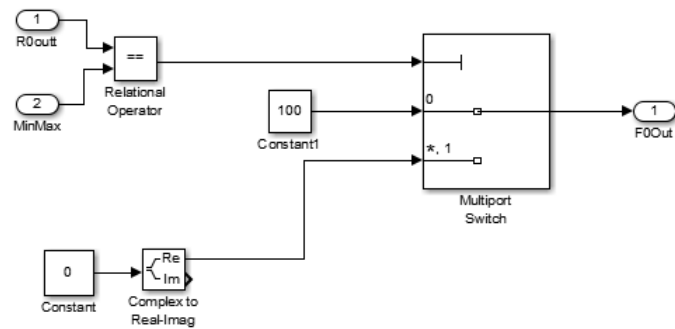 1
R0outt
==
Relational
Operator
2
MinMax
0
100
Constant1
*, 1
1
F0Out
Multiport
Switch
0
Constant
Re
Im
Complex to
Real-Imag